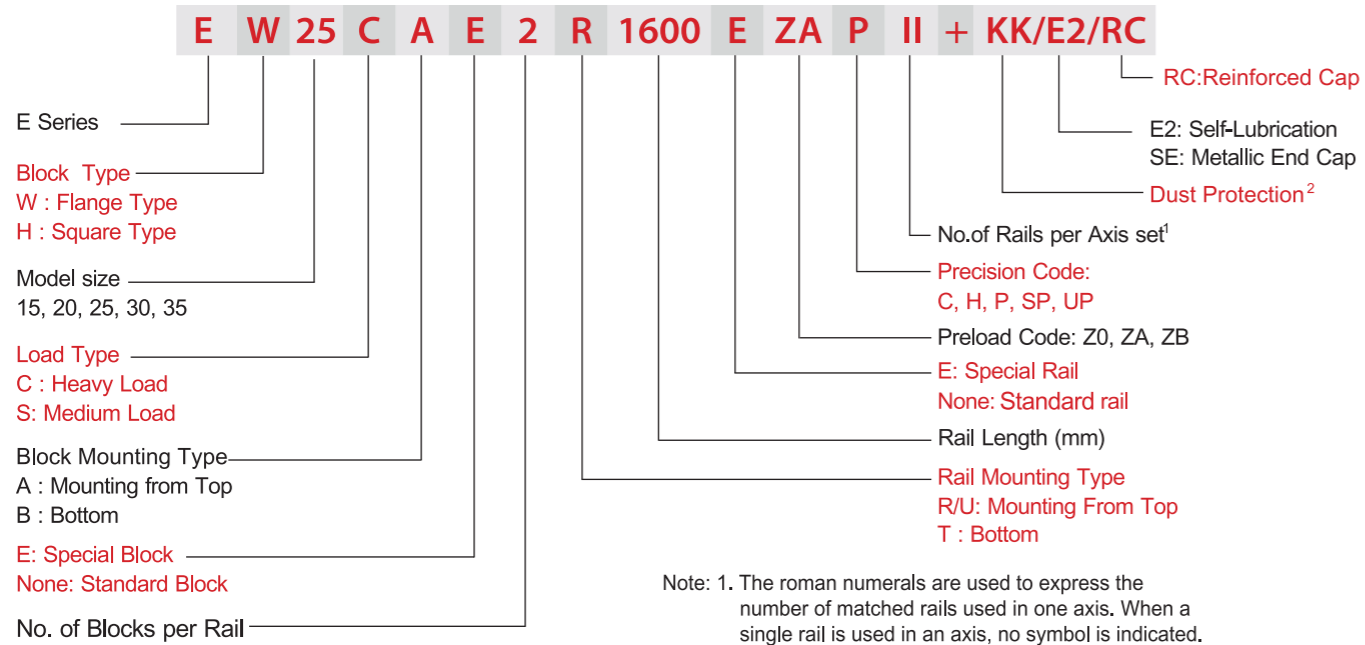 E W 25 C A E 2 R 1600 E ZA P II + KK/E2/RC
E Series
Block Type
W : Flange Type
H : Square Type
Model size
15, 20, 25, 30, 35
Load Type
C : Heavy Load
S: Medium Load
Block Mounting Type
A : Mounting from Top
B : Bottom
E: Special Block
None: Standard Block
No. of Blocks per Rail
RC:Reinforced Cap
E2: Self-Lubrication
SE: Metallic End Cap
Dust Protection²
No.of Rails per Axis set¹
Precision Code:
C, H, P, SP, UP
Preload Code: Z0, ZA, ZB
E: Special Rail
None: Standard rail
Rail Length (mm)
Rail Mounting Type
R/U: Mounting From Top
T : Bottom
Note: 1. The roman numerals are used to express the
number of matched rails used in one axis. When a
single rail is used in an axis, no symbol is indicated.